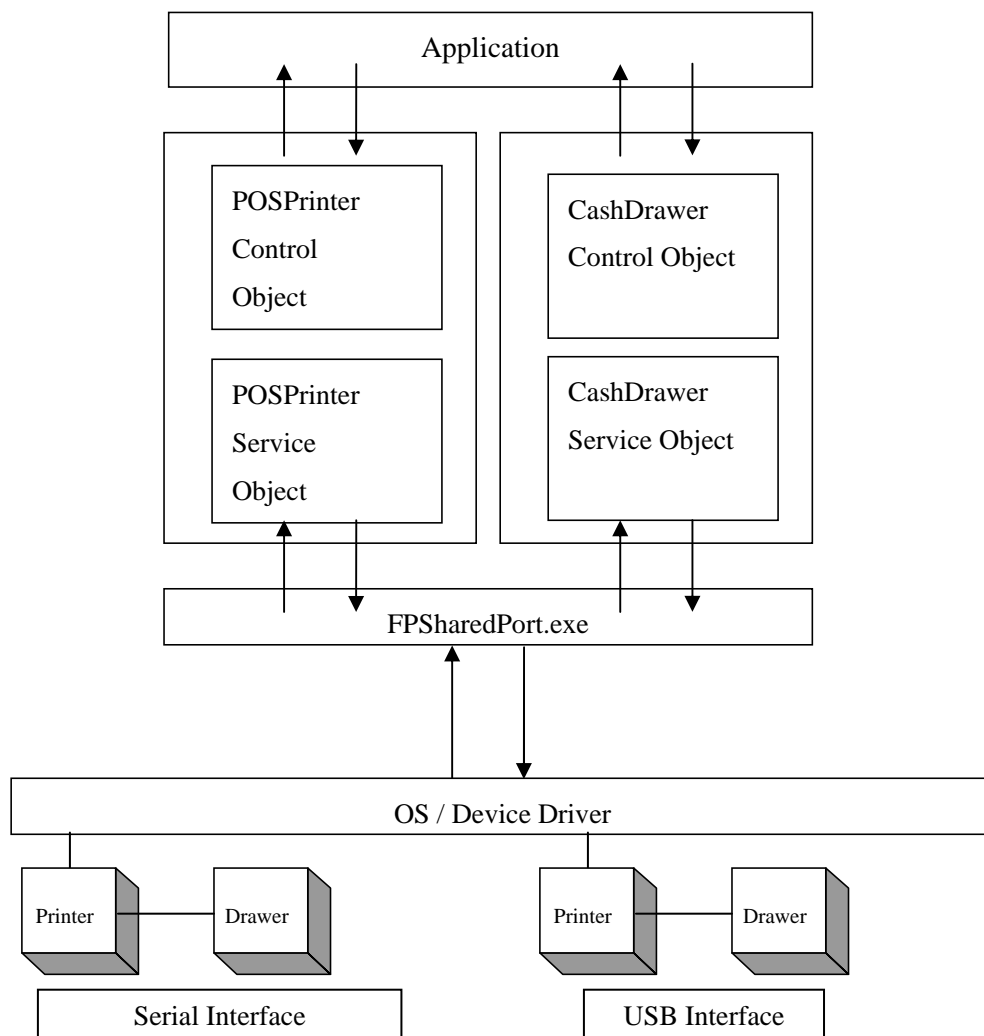 Application
POSPrinter
Control
Object
CashDrawer
Control Object
POSPrinter
Service
Object
CashDrawer
Service Object
FPSharedPort.exe
OS / Device Driver
Printer
Drawer
Printer
Drawer
Serial Interface
USB Interface